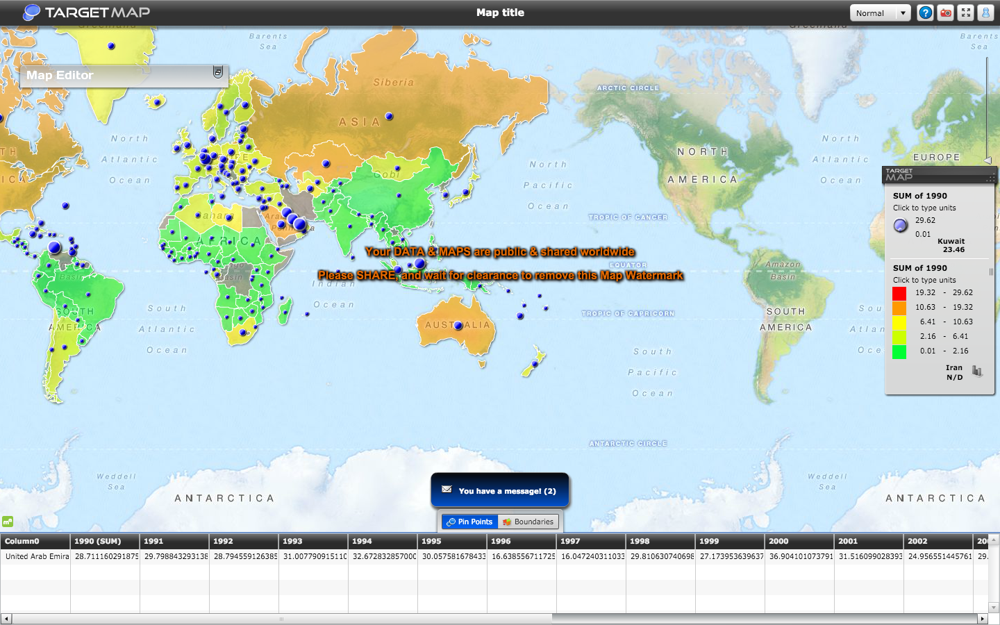 TARGETMAP
Map title
Normal
Map Editor
Greenland
Barents
Sea
Siberia
ASIA
North
Atlantic
Ocean
Gobi
AFRICA
SOUTH
AMERICA
South
Atlantic
Ocean
Indian
Ocean
AUSTRALIA
North
Pacific
Ocean
South
Pacific
Ocean
ARCTIC CIRCLE
NORTH
AMERICA
TROPIC OF CANCER
EQUATOR
TROPIC OF CAPRICORN
ANTARCTIC CIRCLE
Amazon
Basin
SOUTH
AMERICA
Greenland
Barents
Sea
North
Atlantic
Ocean
EUROPE
Your DATA & MAPS are public & shared worldwide
Please SHARE, and wait for clearance to remove this Map Watermark
TARGET
MAP
SUM of 1990
Click to type units
29.62
0.01
Kuwait
23.46
SUM of 1990
Click to type units
19.32 - 29.62
10.63 - 19.32
6.41 - 10.63
2.16 - 6.41
0.01 - 2.16
Iran
N/D
Weddell
Sea
ANTARCTICA
Weddell
Sea
ANTARCTICA
You have a message! (2)
Pin Points Boundaries
Column0 1990 (SUM) 1991 1992 1993 1994 1995 1996 1997 1998 1999 2000 2001 2002 200
United Arab Emira 28.711160291875 29.798843293138 28.794559126385 31.007790915110 32.672832857000 30.057581678433 16.638556711725 16.047240311033 29.810630740698 27.173953639637 36.904101073791 31.516099028393 24.956551445761 29.